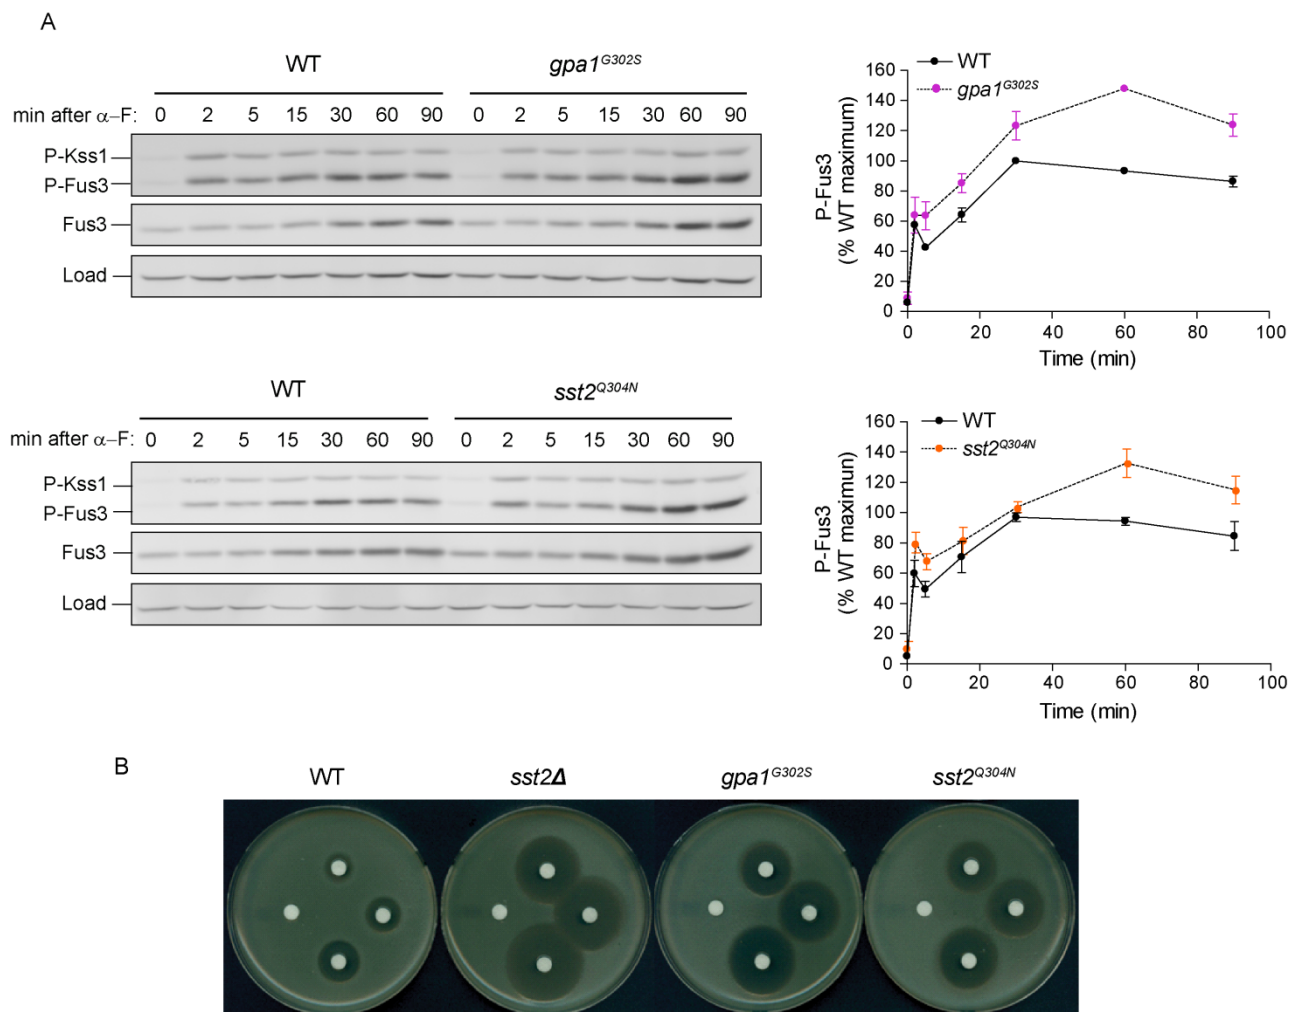 A
WT gpa1G302S
min after α–F: 0 2 5 15 30 60 90 0 2 5 15 30 60 90
P-Kss1
P-Fus3
Fus3
Load
WT
gpa1G302S
160
140
120
100
80
60
40
20
0
P-Fus3
(% WT maximum)
0 20 40 60 80 100
Time (min)
WT sst2Q304N
min after α–F: 0 2 5 15 30 60 90 0 2 5 15 30 60 90
P-Kss1
P-Fus3
Fus3
Load
WT
sst2Q304N
160
140
120
100
80
60
40
20
0
P-Fus3
(% WT maximun)
0 20 40 60 80 100
Time (min)
B
WT sst2Δ gpa1G302S sst2Q304N